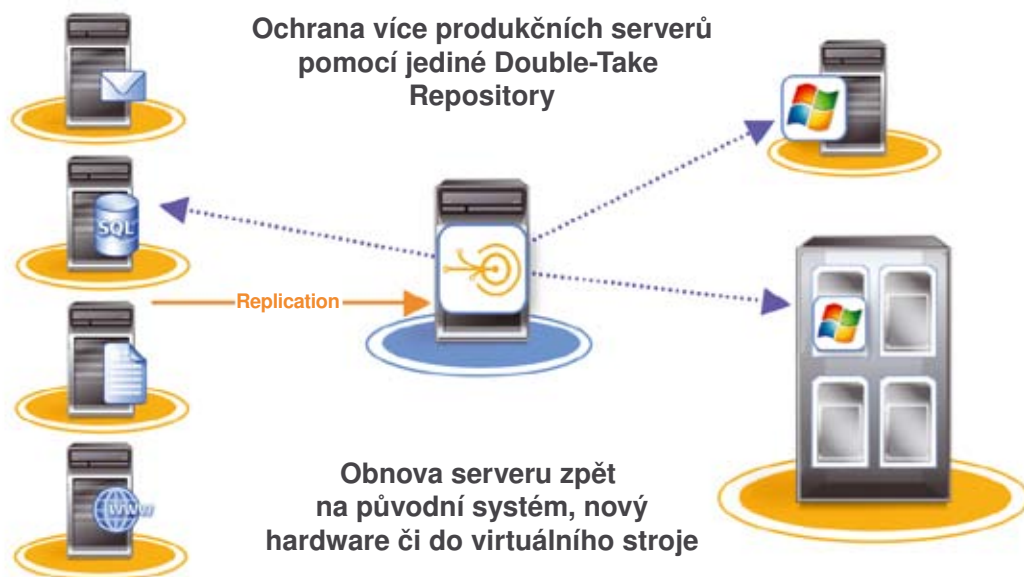 Ochrana více produkčních serverů
pomocí jediné Double-Take
Repository
SQL
Replication
WWW
Obnova serveru zpět
na původní systém, nový
hardware či do virtuálního stroje